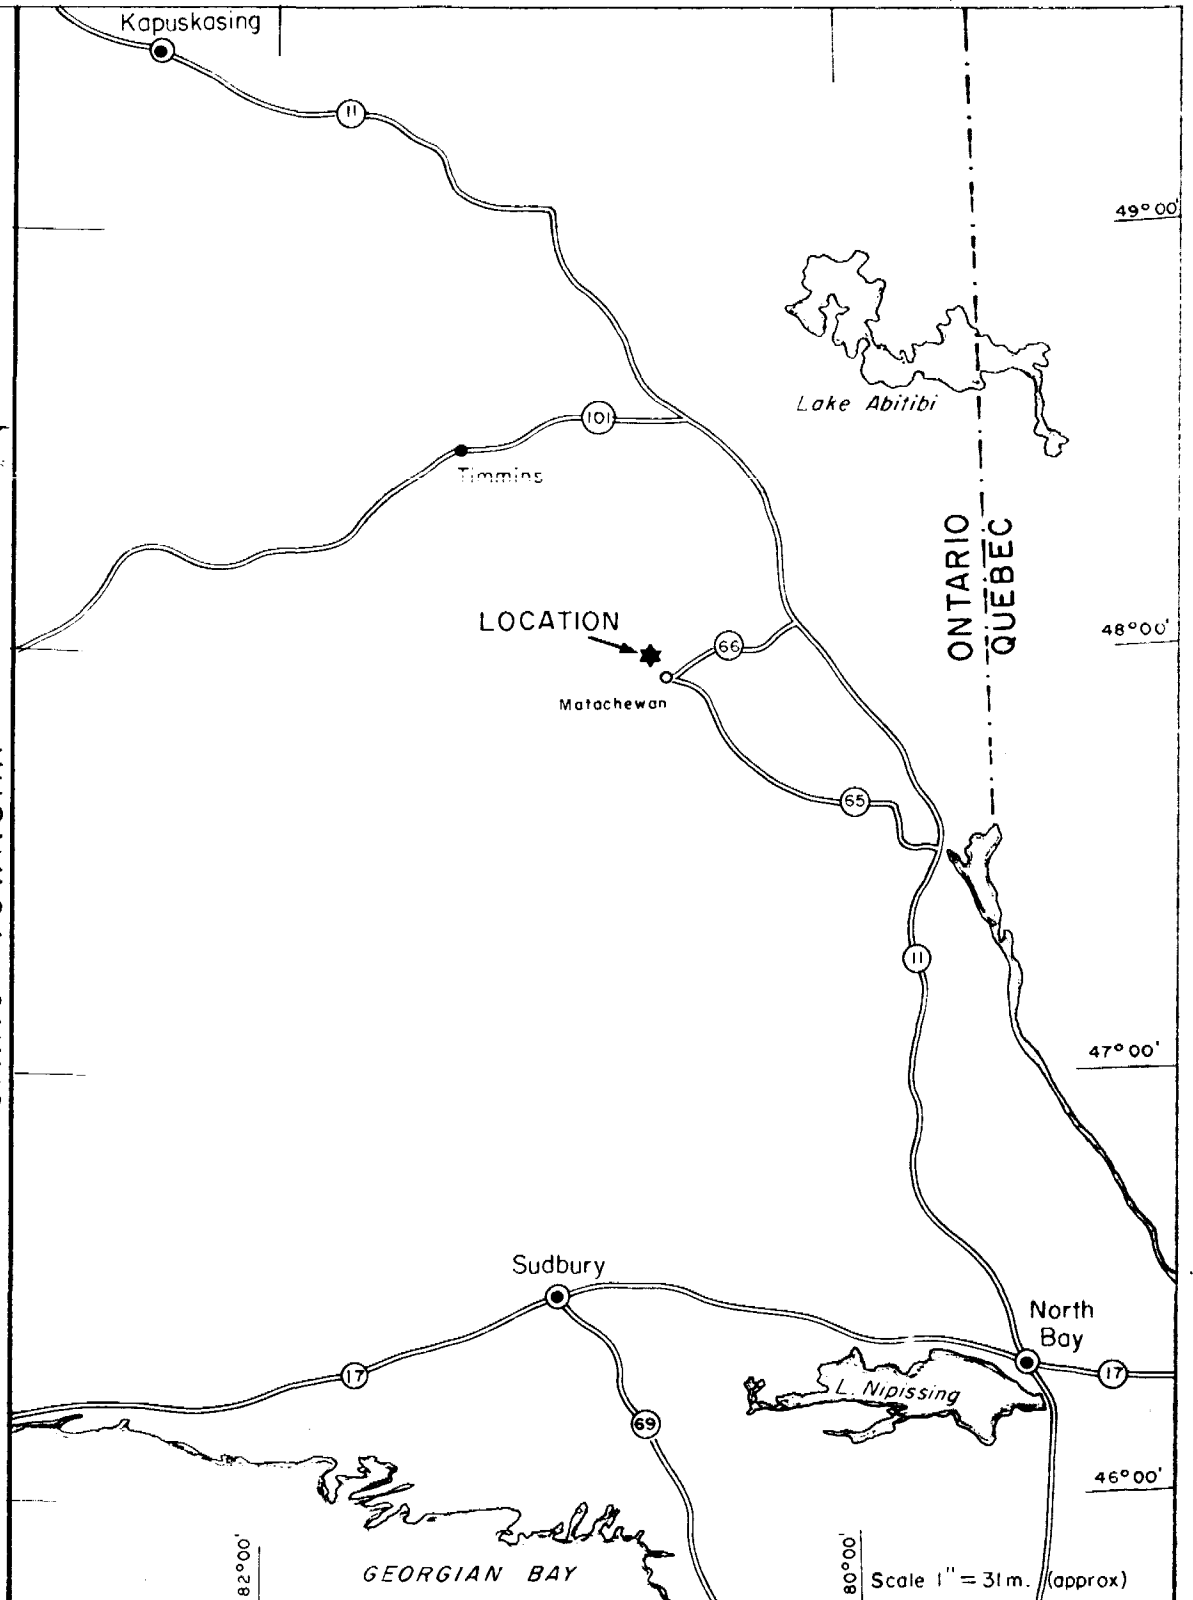 Kapuskasing
11
49°00'
Lake Abitibi
101
Timmins
ONTARIO
QUEBEC
LOCATION
48°00'
66
Matachewan
65
11
47°00'
Sudbury
North
Bay
17
17
L. Nipissing
69
46°00'
82°00'
80°00'
GEORGIAN BAY
Scale 1" = 31m. (approx)